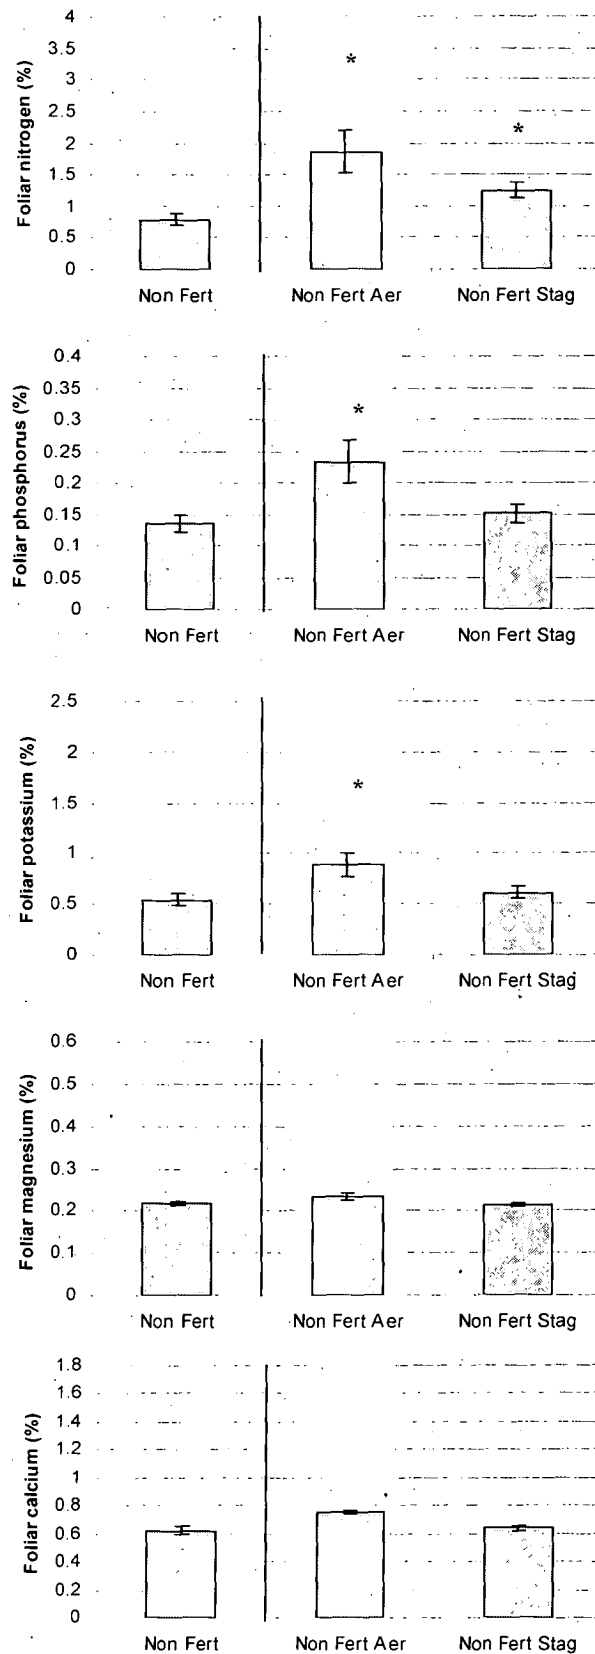 Foliar nitrogen (%)
4
3.5
3
2.5
2
1.5
1
0.5
0
*
*
Non Fert
Non Fert Aer
Non Fert Stag
Foliar phosphorus (%)
0.4
0.35
0.3
0.25
0.2
0.15
0.1
0.05
0
*
Non Fert
Non Fert Aer
Non Fert Stag
Foliar potassium (%)
2.5
2
1.5
1
0.5
0
*
Non Fert
Non Fert Aer
Non Fert Stag
Foliar magnesium (%)
0.6
0.5
0.4
0.3
0.2
0.1
0
Non Fert
Non Fert Aer
Non Fert Stag
Foliar calcium (%)
1.8
1.6
1.4
1.2
1
0.8
0.6
0.4
0.2
0
Non Fert
Non Fert Aer
Non Fert Stag